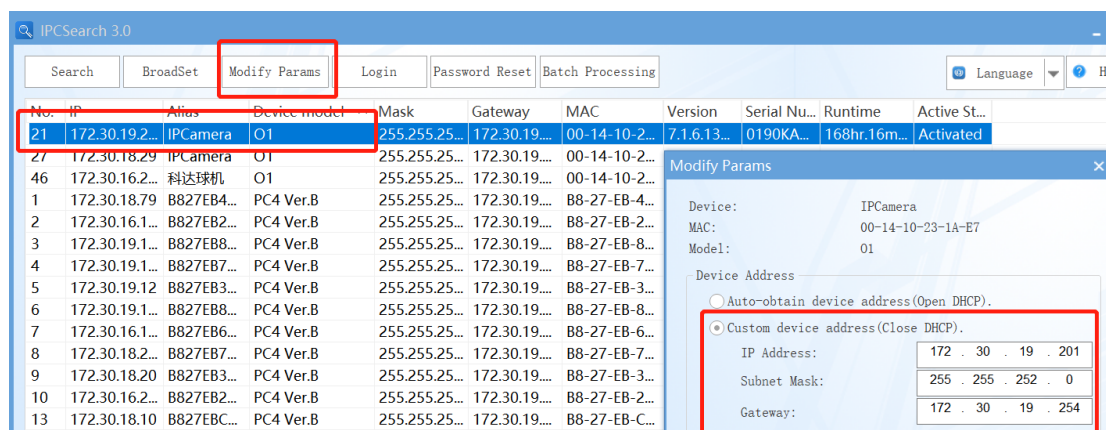 IPCSearch 3.0
Search BroadSet Modify Params Login Password Reset Batch Processing Language H
No. IP Alias Device model Mask Gateway MAC Version Serial Nu... Runtime Active St...
21 172.30.19.2... IPCamera O1 255.255.25... 172.30.19.... 00-14-10-2... 7.1.6.13... 0190KA... 168hr.16m... Activated
27 172.30.18.29 IPCamera O1 255.255.25... 172.30.19.... 00-14-10-2...
46 172.30.16.2... 科达球机 O1 255.255.25... 172.30.19.... 00-14-10-2...
1 172.30.18.79 B827EB4... PC4 Ver.B 255.255.25... 172.30.19.... B8-27-EB-4...
2 172.30.16.1... B827EB2... PC4 Ver.B 255.255.25... 172.30.19.... B8-27-EB-2...
3 172.30.19.1... B827EB8... PC4 Ver.B 255.255.25... 172.30.19.... B8-27-EB-8...
4 172.30.19.1... B827EB7... PC4 Ver.B 255.255.25... 172.30.19.... B8-27-EB-7...
5 172.30.19.12 B827EB3... PC4 Ver.B 255.255.25... 172.30.19.... B8-27-EB-3...
6 172.30.19.1... B827EB8... PC4 Ver.B 255.255.25... 172.30.19.... B8-27-EB-8...
7 172.30.16.1... B827EB6... PC4 Ver.B 255.255.25... 172.30.19.... B8-27-EB-6...
8 172.30.18.2... B827EB7... PC4 Ver.B 255.255.25... 172.30.19.... B8-27-EB-7...
9 172.30.18.20 B827EB3... PC4 Ver.B 255.255.25... 172.30.19.... B8-27-EB-3...
10 172.30.16.2... B827EB2... PC4 Ver.B 255.255.25... 172.30.19.... B8-27-EB-2...
13 172.30.18.10 B827EBC... PC4 Ver.B 255.255.25... 172.30.19.... B8-27-EB-C...
Modify Params
Device: IPCamera
MAC: 00-14-10-23-1A-E7
Model: O1
Device Address
Auto-obtain device address(Open DHCP).
Custom device address(Close DHCP).
IP Address: 172 . 30 . 19 . 201
Subnet Mask: 255 . 255 . 252 . 0
Gateway: 172 . 30 . 19 . 254